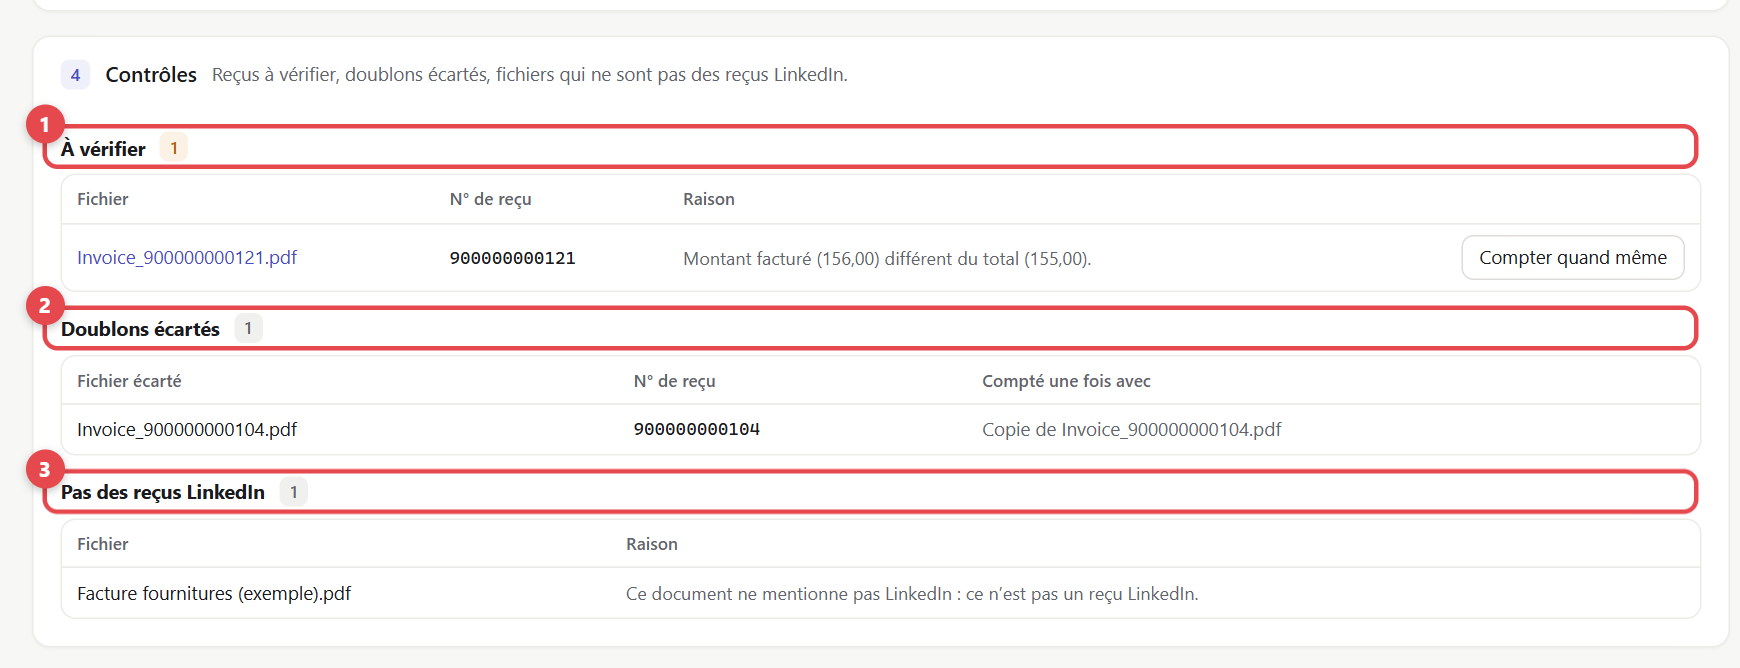 4 Contrôles Reçus à vérifier, doublons écartés, fichiers qui ne sont pas des reçus LinkedIn.
1
À vérifier 1
Fichier N° de reçu Raison
Invoice_900000000121.pdf 900000000121 Montant facturé (156,00) différent du total (155,00). Compter quand même
2
Doublons écartés 1
Fichier écarté N° de reçu Compté une fois avec
Invoice_900000000104.pdf 900000000104 Copie de Invoice_900000000104.pdf
3
Pas des reçus LinkedIn 1
Fichier Raison
Facture fournitures (exemple).pdf Ce document ne mentionne pas LinkedIn : ce n’est pas un reçu LinkedIn.